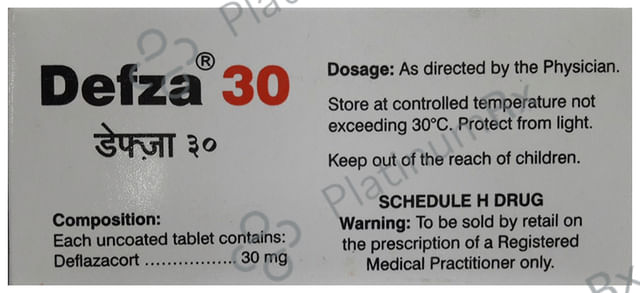 Defza® 30
डेफ्ज़ा ३०
Composition:
Each uncoated tablet contains:
Deflazacort ................. 30 mg
Dosage: As directed by the Physician.
Store at controlled temperature not
exceeding 30°C. Protect from light.
Keep out of the reach of children.
SCHEDULE H DRUG
Warning: To be sold by retail on
the prescription of a Registered
Medical Practitioner only.
PlatinumRx